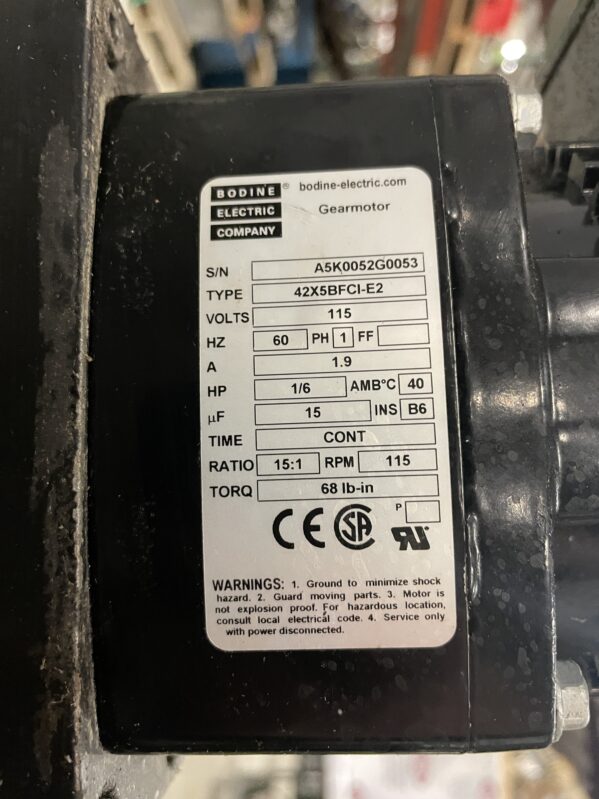 BODINE ® bodine-electric.com
ELECTRIC Gearmotor
COMPANY
S/N A5K0052G0053
TYPE 42X5BFCI-E2
VOLTS 115
HZ 60 PH 1 FF
A 1.9
HP 1/6 AMB°C 40
µF 15 INS B6
TIME CONT
RATIO 15:1 RPM 115
TORQ 68 lb-in
P
CE SA RU
WARNINGS: 1. Ground to minimize shock
hazard. 2. Guard moving parts. 3. Motor is
not explosion proof. For hazardous location,
consult local electrical code. 4. Service only
with power disconnected.